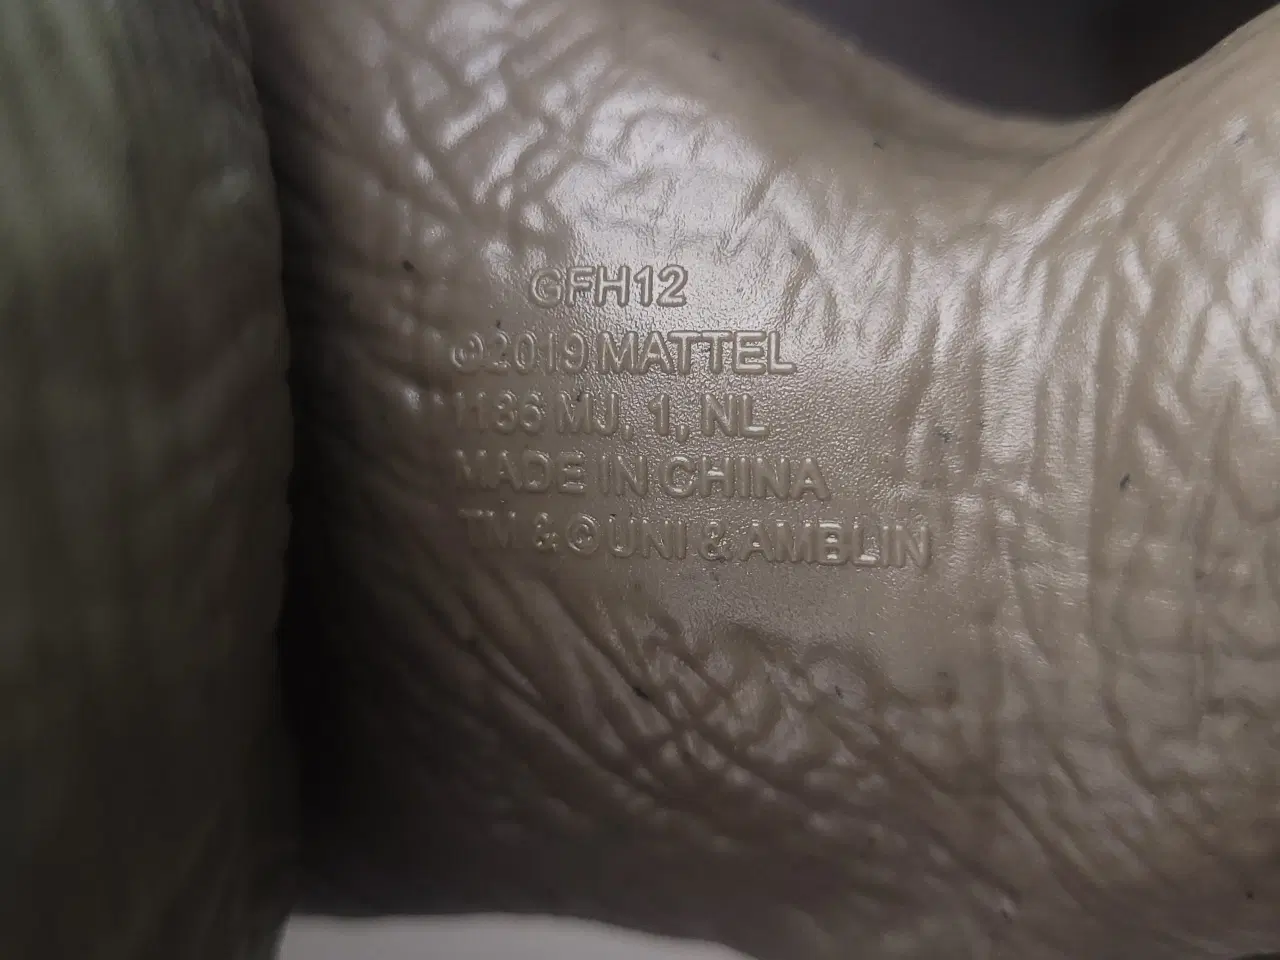 GFH12
©2019 MATTEL
1186 MJ, 1, NL
MADE IN CHINA
TM & © UNI & AMBLIN